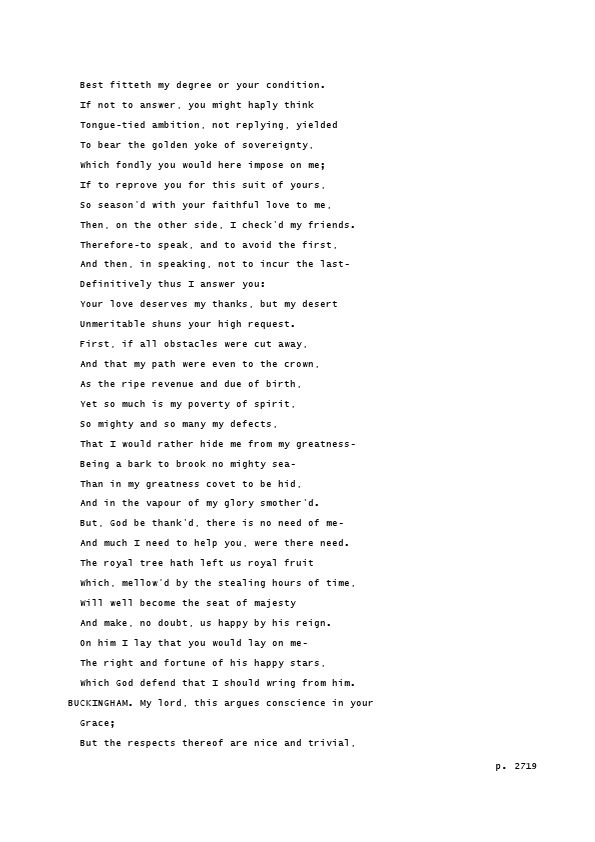 Best fitteth my degree or your condition.
If not to answer, you might haply think
Tongue-tied ambition, not replying, yielded
To bear the golden yoke of sovereignty,
Which fondly you would here impose on me;
If to reprove you for this suit of yours,
So season'd with your faithful love to me,
Then, on the other side, I check'd my friends.
Therefore-to speak, and to avoid the first,
And then, in speaking, not to incur the last-
Definitively thus I answer you:
Your love deserves my thanks, but my desert
Unmeritable shuns your high request.
First, if all obstacles were cut away,
And that my path were even to the crown,
As the ripe revenue and due of birth,
Yet so much is my poverty of spirit,
So mighty and so many my defects,
That I would rather hide me from my greatness-
Being a bark to brook no mighty sea-
Than in my greatness covet to be hid,
And in the vapour of my glory smother'd.
But, God be thank'd, there is no need of me-
And much I need to help you, were there need.
The royal tree hath left us royal fruit
Which, mellow'd by the stealing hours of time,
Will well become the seat of majesty
And make, no doubt, us happy by his reign.
On him I lay that you would lay on me-
The right and fortune of his happy stars,
Which God defend that I should wring from him.
BUCKINGHAM. My lord, this argues conscience in your
Grace;
But the respects thereof are nice and trivial,
p. 2719